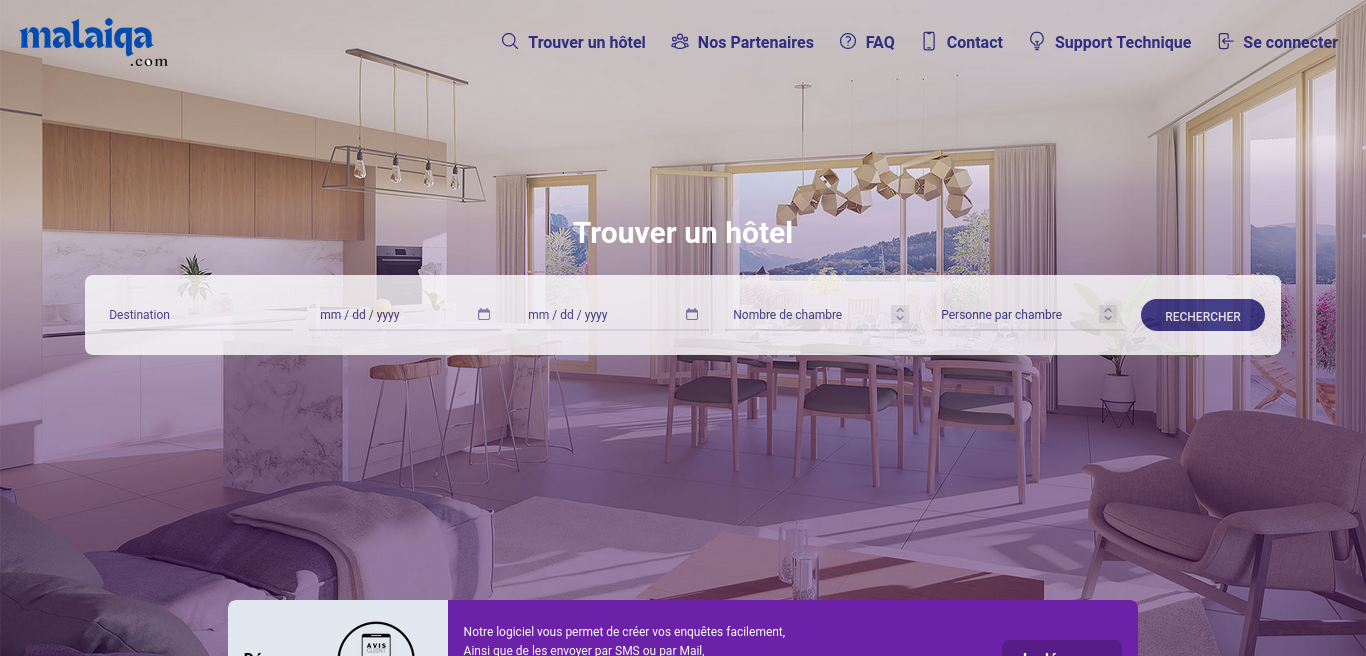 malaiqa
.com
Trouver un hôtel
Nos Partenaires
FAQ
Contact
Support Technique
Se connecter
Trouver un hôtel
Destination
mm / dd / yyyy
mm / dd / yyyy
Nombre de chambre
Personne par chambre
RECHERCHER
AVIS
CLIENT
Notre logiciel vous permet de créer vos enquêtes facilement,
Ainsi que de les envoyer par SMS ou par Mail,